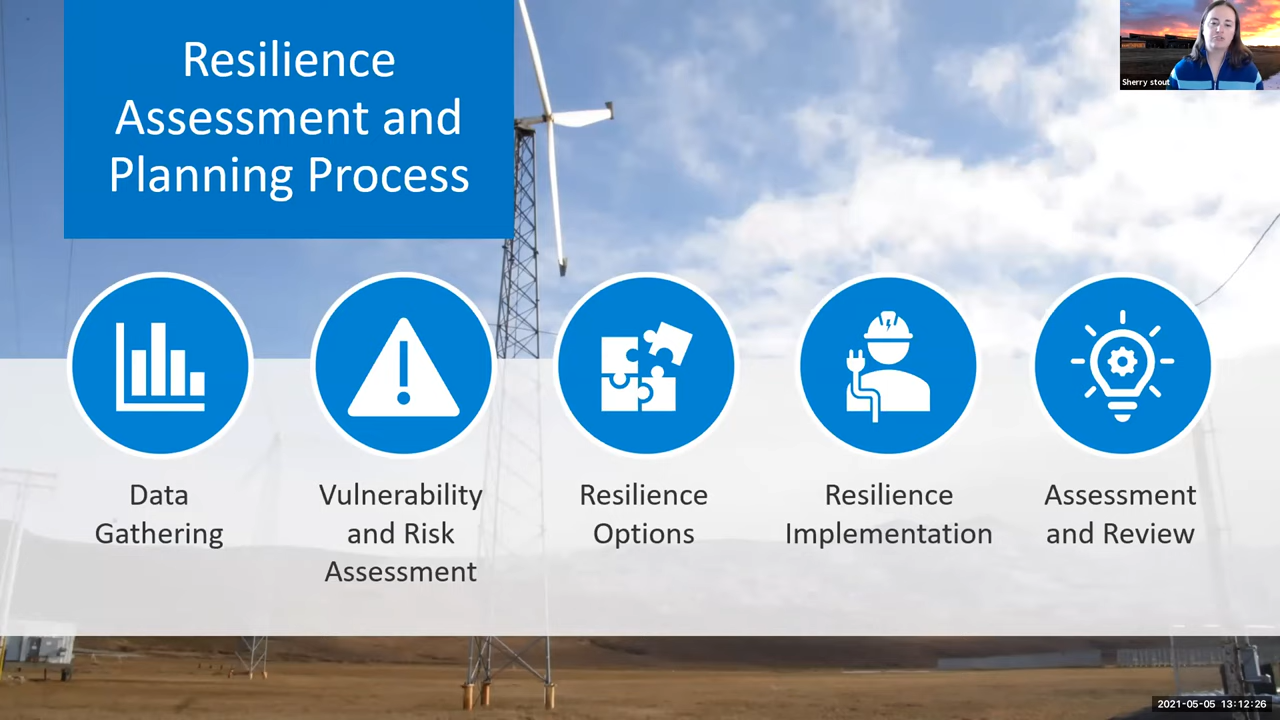 Resilience
Assessment and
Planning Process
Sherry stout
Data
Gathering
Vulnerability
and Risk
Assessment
Resilience
Options
Resilience
Implementation
Assessment
and Review
2021-05-05 13:12:26